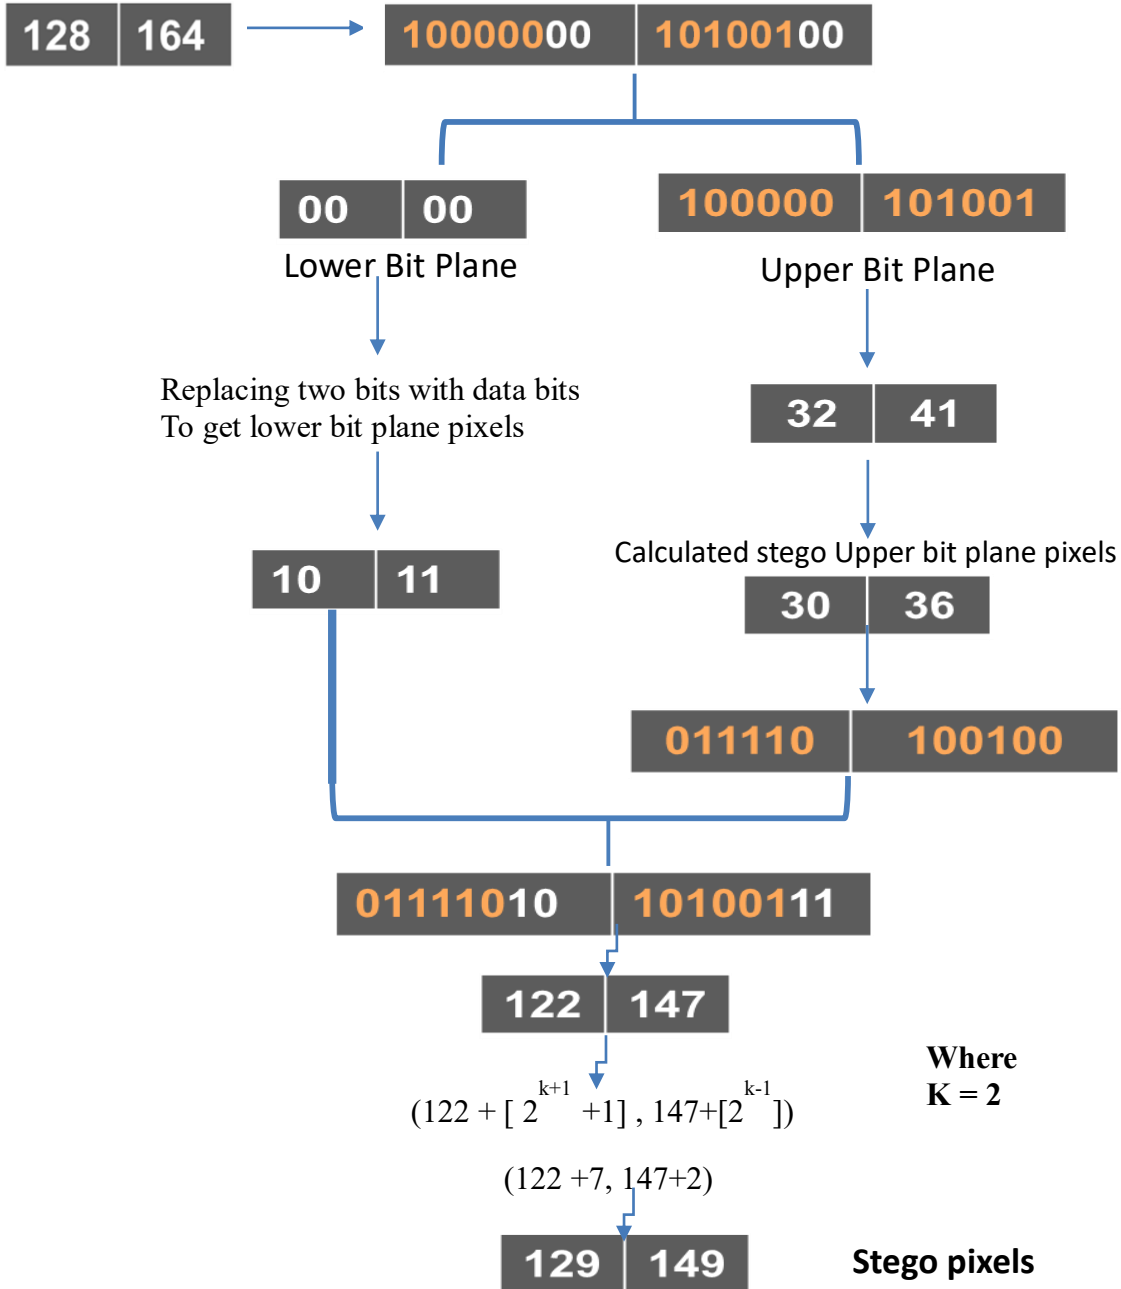 128 164
10000000 10100100
00 00
100000 101001
Lower Bit Plane
Upper Bit Plane
Replacing two bits with data bits
To get lower bit plane pixels
32 41
Calculated stego Upper bit plane pixels
10 11
30 36
011110 100100
01111010 10100111
122 147
Where
K = 2
(122 + [ 2^{k+1} +1] , 147+[2^{k-1}])
(122 +7, 147+2)
129 149
Stego pixels